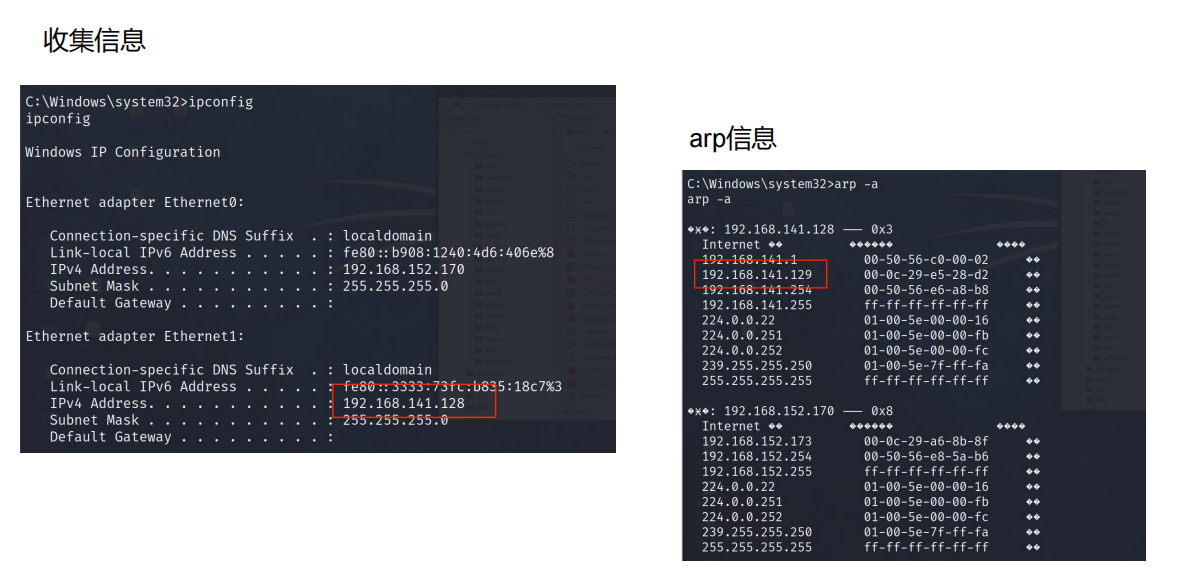 收集信息
C:\Windows\system32>ipconfig
ipconfig
Windows IP Configuration
Ethernet adapter Ethernet0:
Connection-specific DNS Suffix . : localdomain
Link-local IPv6 Address . . . . . : fe80::b908:1240:4d6:406e%8
IPv4 Address. . . . . . . . . . . : 192.168.152.170
Subnet Mask . . . . . . . . . . . : 255.255.255.0
Default Gateway . . . . . . . . . :
Ethernet adapter Ethernet1:
Connection-specific DNS Suffix . : localdomain
Link-local IPv6 Address . . . . . : fe80::3333:73fc:b835:18c7%3
IPv4 Address. . . . . . . . . . . : 192.168.141.128
Subnet Mask . . . . . . . . . . . : 255.255.255.0
Default Gateway . . . . . . . . . :
arp信息
C:\Windows\system32>arp -a
arp -a
�ӿ�: 192.168.141.128 --- 0x3
Internet �� ������ ����
192.168.141.1 00-50-56-c0-00-02 ��
192.168.141.129 00-0c-29-e5-28-d2 ��
192.168.141.254 00-50-56-e6-a8-b8 ��
192.168.141.255 ff-ff-ff-ff-ff-ff ��
224.0.0.22 01-00-5e-00-00-16 ��
224.0.0.251 01-00-5e-00-00-fb ��
224.0.0.252 01-00-5e-00-00-fc ��
239.255.255.250 01-00-5e-7f-ff-fa ��
255.255.255.255 ff-ff-ff-ff-ff-ff ��
�ӿ�: 192.168.152.170 --- 0x8
Internet �� ������ ����
192.168.152.173 00-0c-29-a6-8b-8f ��
192.168.152.254 00-50-56-e8-5a-b6 ��
192.168.152.255 ff-ff-ff-ff-ff-ff ��
224.0.0.22 01-00-5e-00-00-16 ��
224.0.0.251 01-00-5e-00-00-fb ��
224.0.0.252 01-00-5e-00-00-fc ��
239.255.255.250 01-00-5e-7f-ff-fa ��
255.255.255.255 ff-ff-ff-ff-ff-ff ��